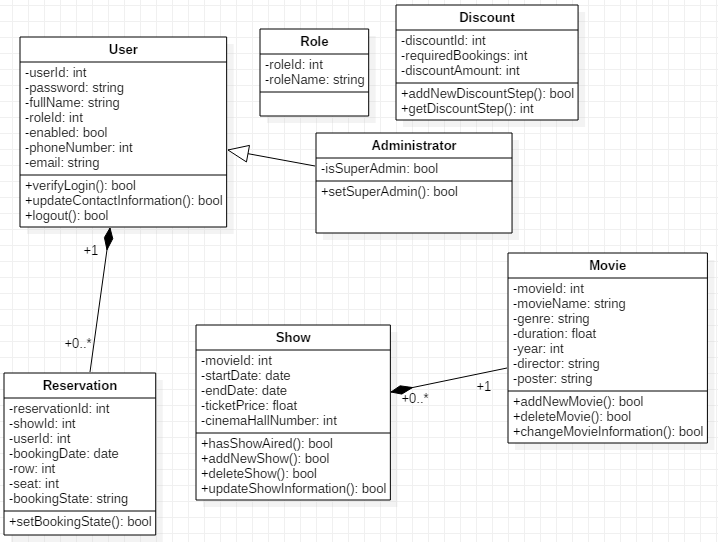 User
-userId: int
-password: string
-fullName: string
-roleId: int
-enabled: bool
-phoneNumber: int
-email: string
+verifyLogin(): bool
+updateContactInformation(): bool
+logout(): bool
Role
-roleId: int
-roleName: string
Discount
-discountId: int
-requiredBookings: int
-discountAmount: int
+addNewDiscountStep(): bool
+getDiscountStep(): int
Administrator
-isSuperAdmin: bool
+setSuperAdmin(): bool
+1
+0..*
Reservation
-reservationId: int
-showId: int
-userId: int
-bookingDate: date
-row: int
-seat: int
-bookingState: string
+setBookingState(): bool
Show
-movieId: int
-startDate: date
-endDate: date
-ticketPrice: float
-cinemaHallNumber: int
+hasShowAired(): bool
+addNewShow(): bool
+deleteShow(): bool
+updateShowInformation(): bool
+0..*
+1
Movie
-movieId: int
-movieName: string
-genre: string
-duration: float
-year: int
-director: string
-poster: string
+addNewMovie(): bool
+deleteMovie(): bool
+changeMovieInformation(): bool